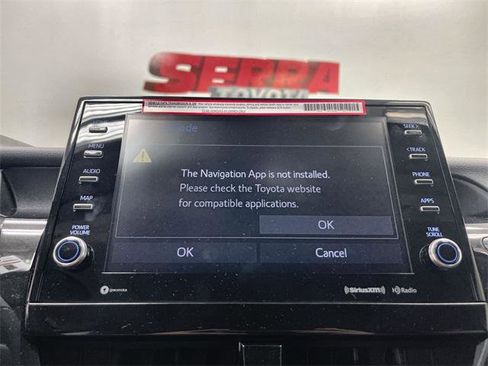 SERRA
TOYOTA
SEEK>
MENU
<TRACK
AUDIO
PHONE
MAP
APPS
POWER
VOLUME
TUNE
SCROLL
The Navigation App is not installed.
Please check the Toyota website
for compatible applications.
OK
OK
Cancel
SiriusXM
HD Radio